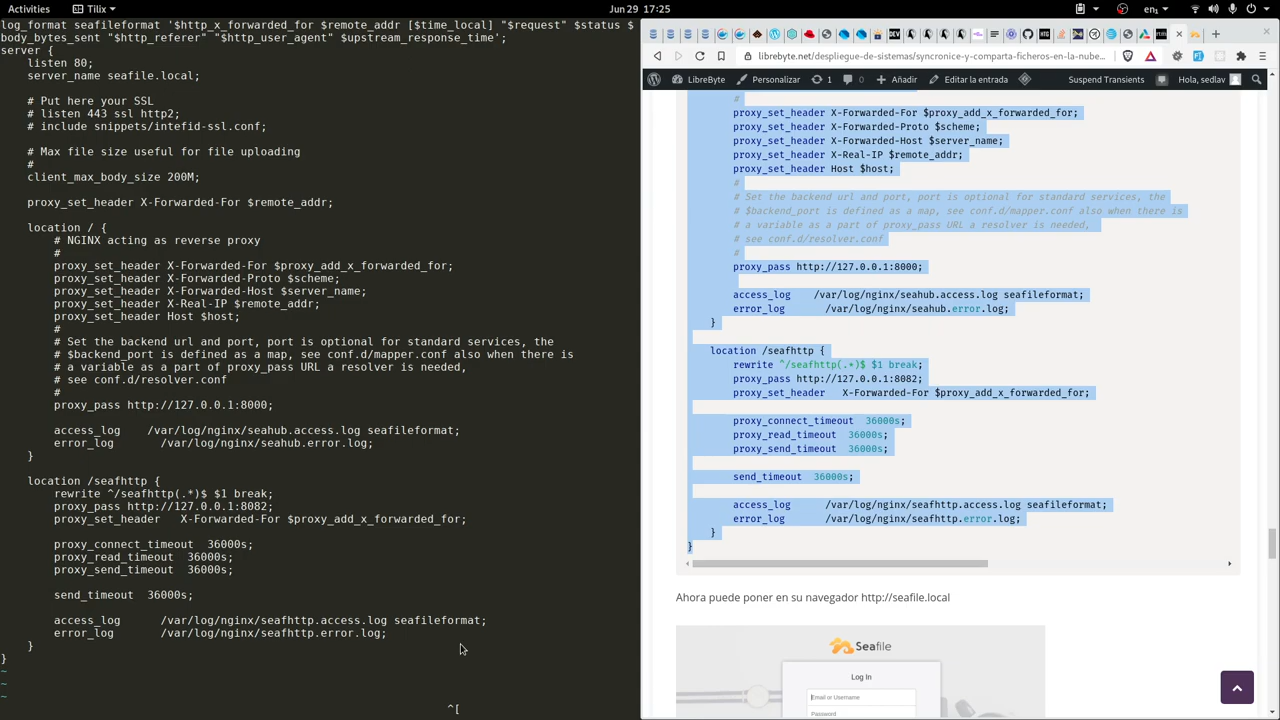 Activities
Tilix
Jun 29 17:25
en1
log_format seafileformat '$http_x_forwarded_for $remote_addr [$time_local] "$request" $status $
body_bytes_sent "$http_referer" "$http_user_agent" $upstream_response_time';
server {
listen 80;
server_name seafile.local;
# Put here your SSL
# listen 443 ssl http2;
# include snippets/intefid-ssl.conf;
# Max file size useful for file uploading
#
client_max_body_size 200M;
proxy_set_header X-Forwarded-For $remote_addr;
location / {
# NGINX acting as reverse proxy
#
proxy_set_header X-Forwarded-For $proxy_add_x_forwarded_for;
proxy_set_header X-Forwarded-Proto $scheme;
proxy_set_header X-Forwarded-Host $server_name;
proxy_set_header X-Real-IP $remote_addr;
proxy_set_header Host $host;
#
# Set the backend url and port, port is optional for standard services, the
# $backend_port is defined as a map, see conf.d/mapper.conf also when there is
# a variable as a part of proxy_pass URL a resolver is needed,
# see conf.d/resolver.conf
#
proxy_pass http://127.0.0.1:8000;
access_log /var/log/nginx/seahub.access.log seafileformat;
error_log /var/log/nginx/seahub.error.log;
}
location /seafhttp {
rewrite ^/seafhttp(.*)$ $1 break;
proxy_pass http://127.0.0.1:8082;
proxy_set_header X-Forwarded-For $proxy_add_x_forwarded_for;
proxy_connect_timeout 36000s;
proxy_read_timeout 36000s;
proxy_send_timeout 36000s;
send_timeout 36000s;
access_log /var/log/nginx/seafhttp.access.log seafileformat;
error_log /var/log/nginx/seafhttp.error.log;
}
}
~
~
~
^[
librebyte.net/despliegue-de-sistemas/syncronice-y-comparta-ficheros-en-la-nube...
LibreByte
Personalizar
1
0
Añadir
Editar la entrada
Suspend Transients
Hola, sedlav
#
proxy_set_header X-Forwarded-For $proxy_add_x_forwarded_for;
proxy_set_header X-Forwarded-Proto $scheme;
proxy_set_header X-Forwarded-Host $server_name;
proxy_set_header X-Real-IP $remote_addr;
proxy_set_header Host $host;
#
# Set the backend url and port, port is optional for standard services, the
# $backend_port is defined as a map, see conf.d/mapper.conf also when there is
# a variable as a part of proxy_pass URL a resolver is needed,
# see conf.d/resolver.conf
#
proxy_pass http://127.0.0.1:8000;
access_log /var/log/nginx/seahub.access.log seafileformat;
error_log /var/log/nginx/seahub.error.log;
}
location /seafhttp {
rewrite ^/seafhttp(.*)$ $1 break;
proxy_pass http://127.0.0.1:8082;
proxy_set_header X-Forwarded-For $proxy_add_x_forwarded_for;
proxy_connect_timeout 36000s;
proxy_read_timeout 36000s;
proxy_send_timeout 36000s;
send_timeout 36000s;
access_log /var/log/nginx/seafhttp.access.log seafileformat;
error_log /var/log/nginx/seafhttp.error.log;
}
}
Ahora puede poner en su navegador http://seafile.local
Seafile
Log In
Email or Username
Password